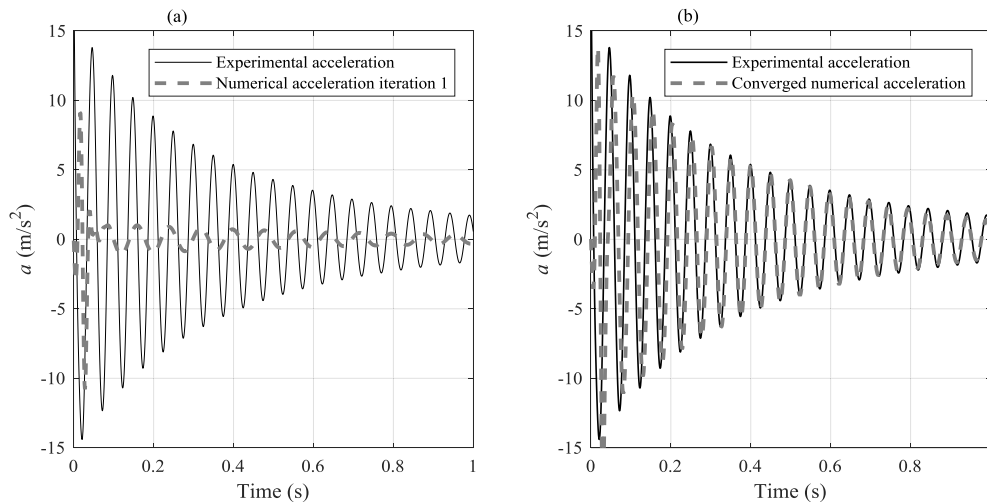 (a)
15
10
5
0
-5
-10
-15
a (m/s2)
Experimental acceleration
Numerical acceleration iteration 1
0
0.2
0.4
0.6
0.8
1
Time (s)
(b)
15
10
5
0
-5
-10
-15
a (m/s2)
Experimental acceleration
Converged numerical acceleration
0
0.2
0.4
0.6
0.8
Time (s)